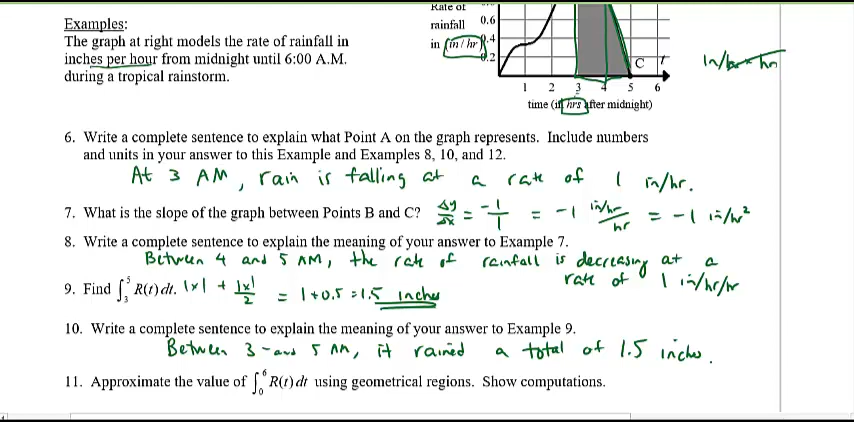 Examples:
The graph at right models the rate of rainfall in
inches per hour from midnight until 6:00 A.M.
during a tropical rainstorm.
Rate of
rainfall
in (in / hr)
0.6
0.4
0.2
C
1 2 3 4 5 6
time (in hrs after midnight)
in/hr * hr
6. Write a complete sentence to explain what Point A on the graph represents. Include numbers
and units in your answer to this Example and Examples 8, 10, and 12.
At 3 AM, rain is falling at a rate of 1 in/hr.
7. What is the slope of the graph between Points B and C? Δy/Δx = -1/1 = -1 in/hr/hr = -1 in/hr²
8. Write a complete sentence to explain the meaning of your answer to Example 7.
Between 4 and 5 AM, the rate of rainfall is decreasing at a
rate of 1 in/hr/hr
9. Find ∫₃⁵ R(t) dt. 1x1 + 1x1/2 = 1+0.5 = 1.5 inches
10. Write a complete sentence to explain the meaning of your answer to Example 9.
Between 3 and 5 AM, it rained a total of 1.5 inches.
11. Approximate the value of ∫₀⁶ R(t) dt using geometrical regions. Show computations.